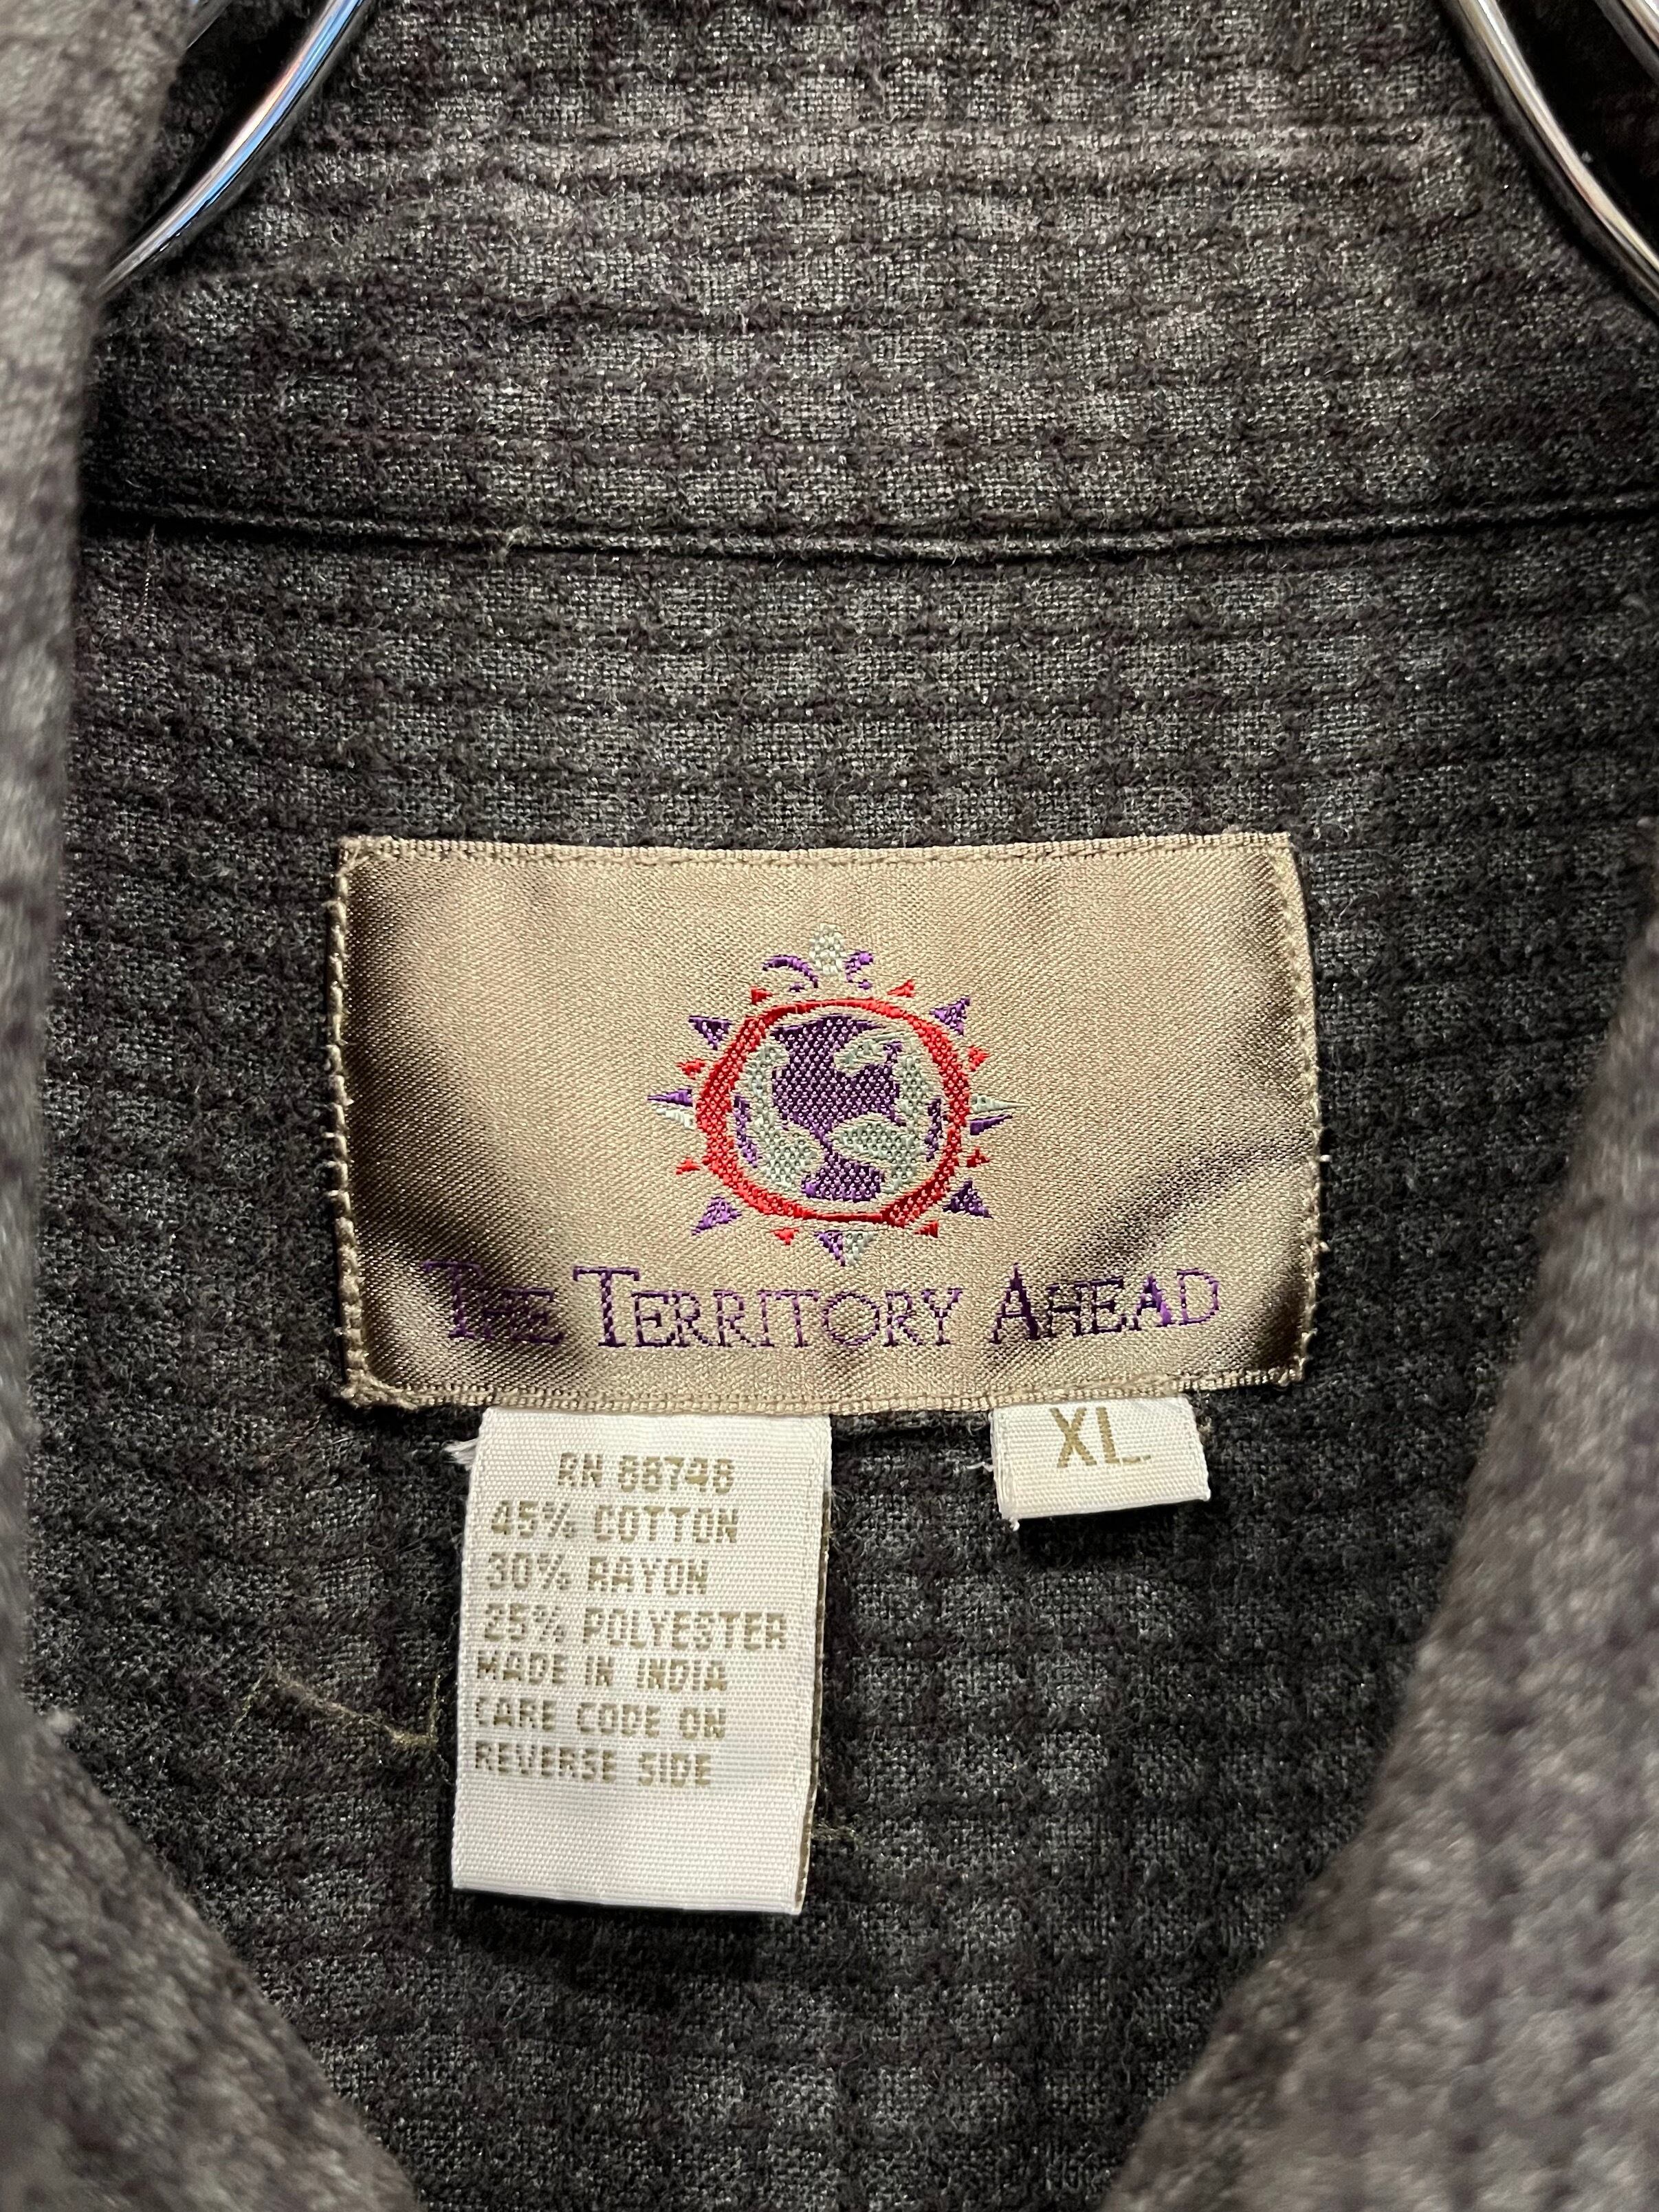 THE TERRITORY AHEAD
XL
RN 88748
45% COTTON
30% RAYON
25% POLYESTER
MADE IN INDIA
CARE CODE ON
REVERSE SIDE